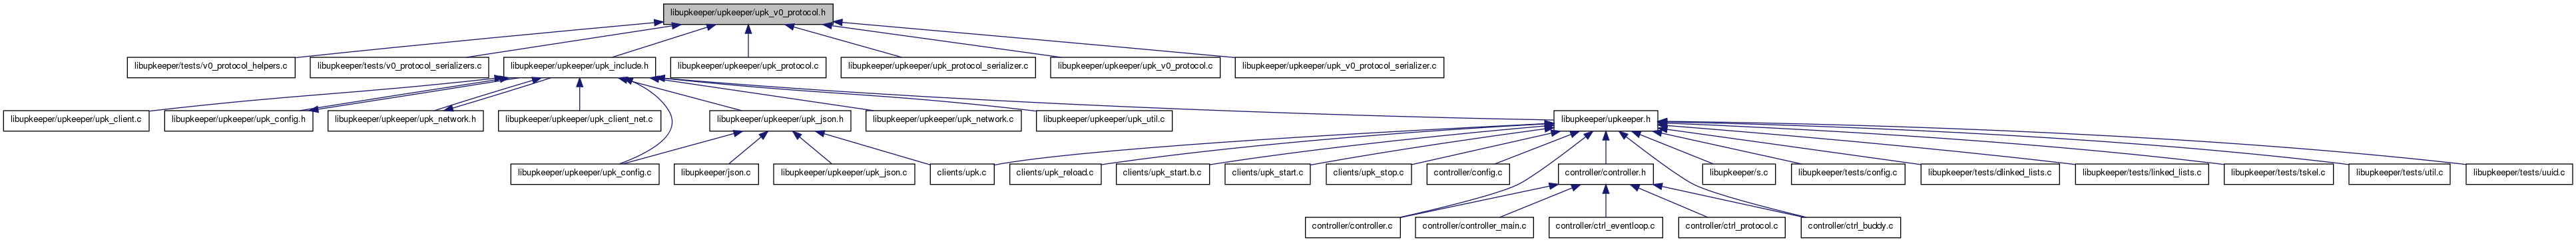 libupkeeper/upkeeper/upk_v0_protocol.h
libupkeeper/tests/v0_protocol_helpers.c
libupkeeper/tests/v0_protocol_serializers.c
libupkeeper/upkeeper/upk_include.h
libupkeeper/upkeeper/upk_protocol.c
libupkeeper/upkeeper/upk_protocol_serializer.c
libupkeeper/upkeeper/upk_v0_protocol.c
libupkeeper/upkeeper/upk_v0_protocol_serializer.c
libupkeeper/upkeeper/upk_client.c
libupkeeper/upkeeper/upk_config.h
libupkeeper/upkeeper/upk_network.h
libupkeeper/upkeeper/upk_client_net.c
libupkeeper/upkeeper/upk_json.h
libupkeeper/upkeeper/upk_network.c
libupkeeper/upkeeper/upk_util.c
libupkeeper/upkeeper.h
libupkeeper/upkeeper/upk_config.c
libupkeeper/json.c
libupkeeper/upkeeper/upk_json.c
clients/upk.c
clients/upk_reload.c
clients/upk_start.b.c
clients/upk_start.c
clients/upk_stop.c
controller/config.c
controller/controller.h
libupkeeper/s.c
libupkeeper/tests/config.c
libupkeeper/tests/dlinked_lists.c
libupkeeper/tests/linked_lists.c
libupkeeper/tests/tskel.c
libupkeeper/tests/util.c
libupkeeper/tests/uuid.c
controller/controller.c
controller/controller_main.c
controller/ctrl_eventloop.c
controller/ctrl_protocol.c
controller/ctrl_buddy.c